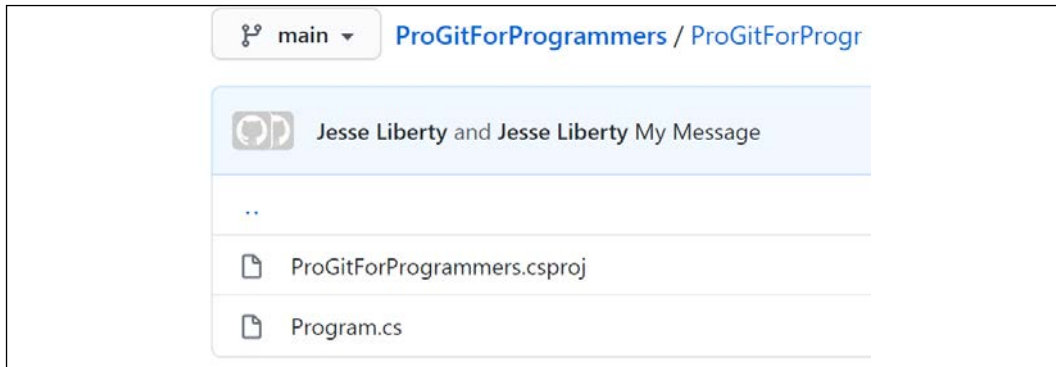 main
ProGitForProgrammers / ProGitForProgr
Jesse Liberty and Jesse Liberty My Message
..
ProGitForProgrammers.csproj
Program.cs